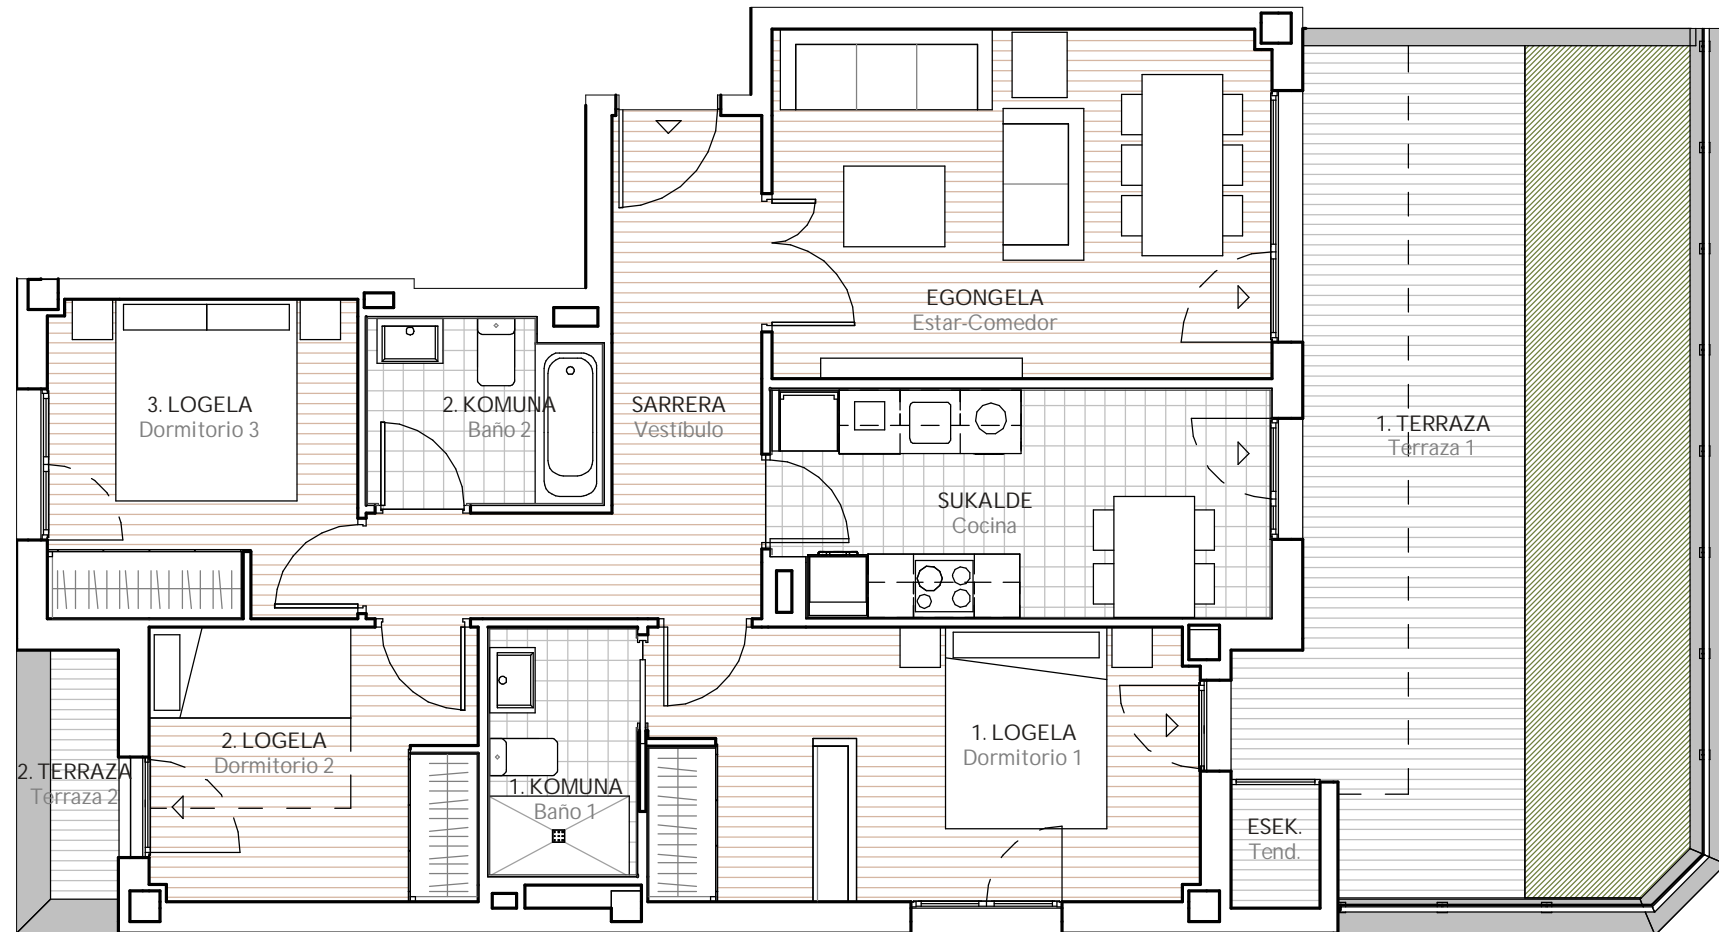 EGONGELA
Estar-Comedor
3. LOGELA
Dormitorio 3
2. KOMUNA
Baño 2
SARRERA
Vestíbulo
1. TERRAZA
Terraza 1
SUKALDE
Cocina
2. LOGELA
Dormitorio 2
1. LOGELA
Dormitorio 1
2. TERRAZA
Terraza 2
1. KOMUNA
Baño 1
ESEK.
Tend.